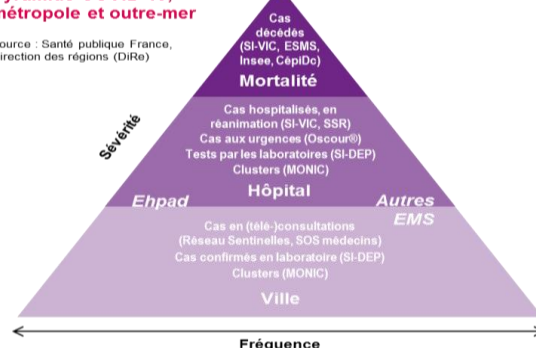 métropole et outre-mer
Source : Santé publique France,
Direction des régions (DiRe)
Cas
décédés
(SI-VIC, ESMS,
Insee, CépiDc)
Mortalité
Sévérité
Cas hospitalisés, en
réanimation (SI-VIC, SSR)
Cas aux urgences (Oscour®)
Tests par les laboratoires (SI-DEP)
Clusters (MONIC)
Hôpital
Ehpad
Autres
EMS
Cas en (télé-)consultations
(Réseau Sentinelles, SOS médecins)
Cas confirmés en laboratoire (SI-DEP)
Clusters (MONIC)
Ville
Fréquence